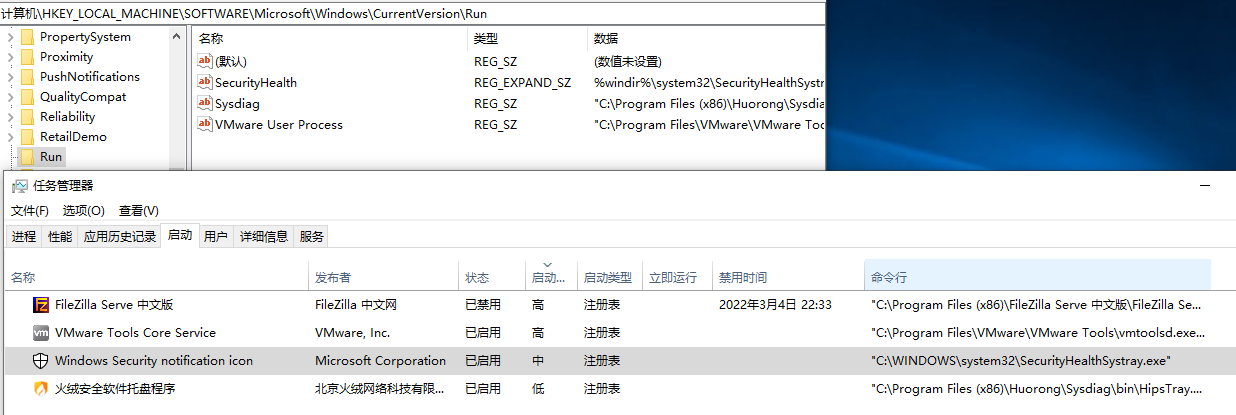 计算机\HKEY_LOCAL_MACHINE\SOFTWARE\Microsoft\Windows\CurrentVersion\Run
PropertySystem
Proximity
PushNotifications
QualityCompat
Reliability
RetailDemo
Run
名称 类型 数据
ab (默认) REG_SZ (数值未设置)
ab SecurityHealth REG_EXPAND_SZ %windir%\system32\SecurityHealthSystr
ab Sysdiag REG_SZ "C:\Program Files (x86)\Huorong\Sysdia
ab VMware User Process REG_SZ "C:\Program Files\VMware\VMware Too
任务管理器
文件(F) 选项(O) 查看(V)
进程 性能 应用历史记录 启动 用户 详细信息 服务
名称 发布者 状态 启动... 启动类型 立即运行 禁用时间 命令行
FZ FileZilla Serve 中文版 FileZilla 中文网 已禁用 高 注册表 2022年3月4日 22:33 "C:\Program Files (x86)\FileZilla Serve 中文版\FileZilla Se...
vm VMware Tools Core Service VMware, Inc. 已启用 高 注册表 "C:\Program Files\VMware\VMware Tools\vmtoolsd.exe...
Windows Security notification icon Microsoft Corporation 已启用 中 注册表 "C:\WINDOWS\system32\SecurityHealthSystray.exe"
火绒安全软件托盘程序 北京火绒网络科技有限... 已启用 低 注册表 "C:\Program Files (x86)\Huorong\Sysdiag\bin\HipsTray....